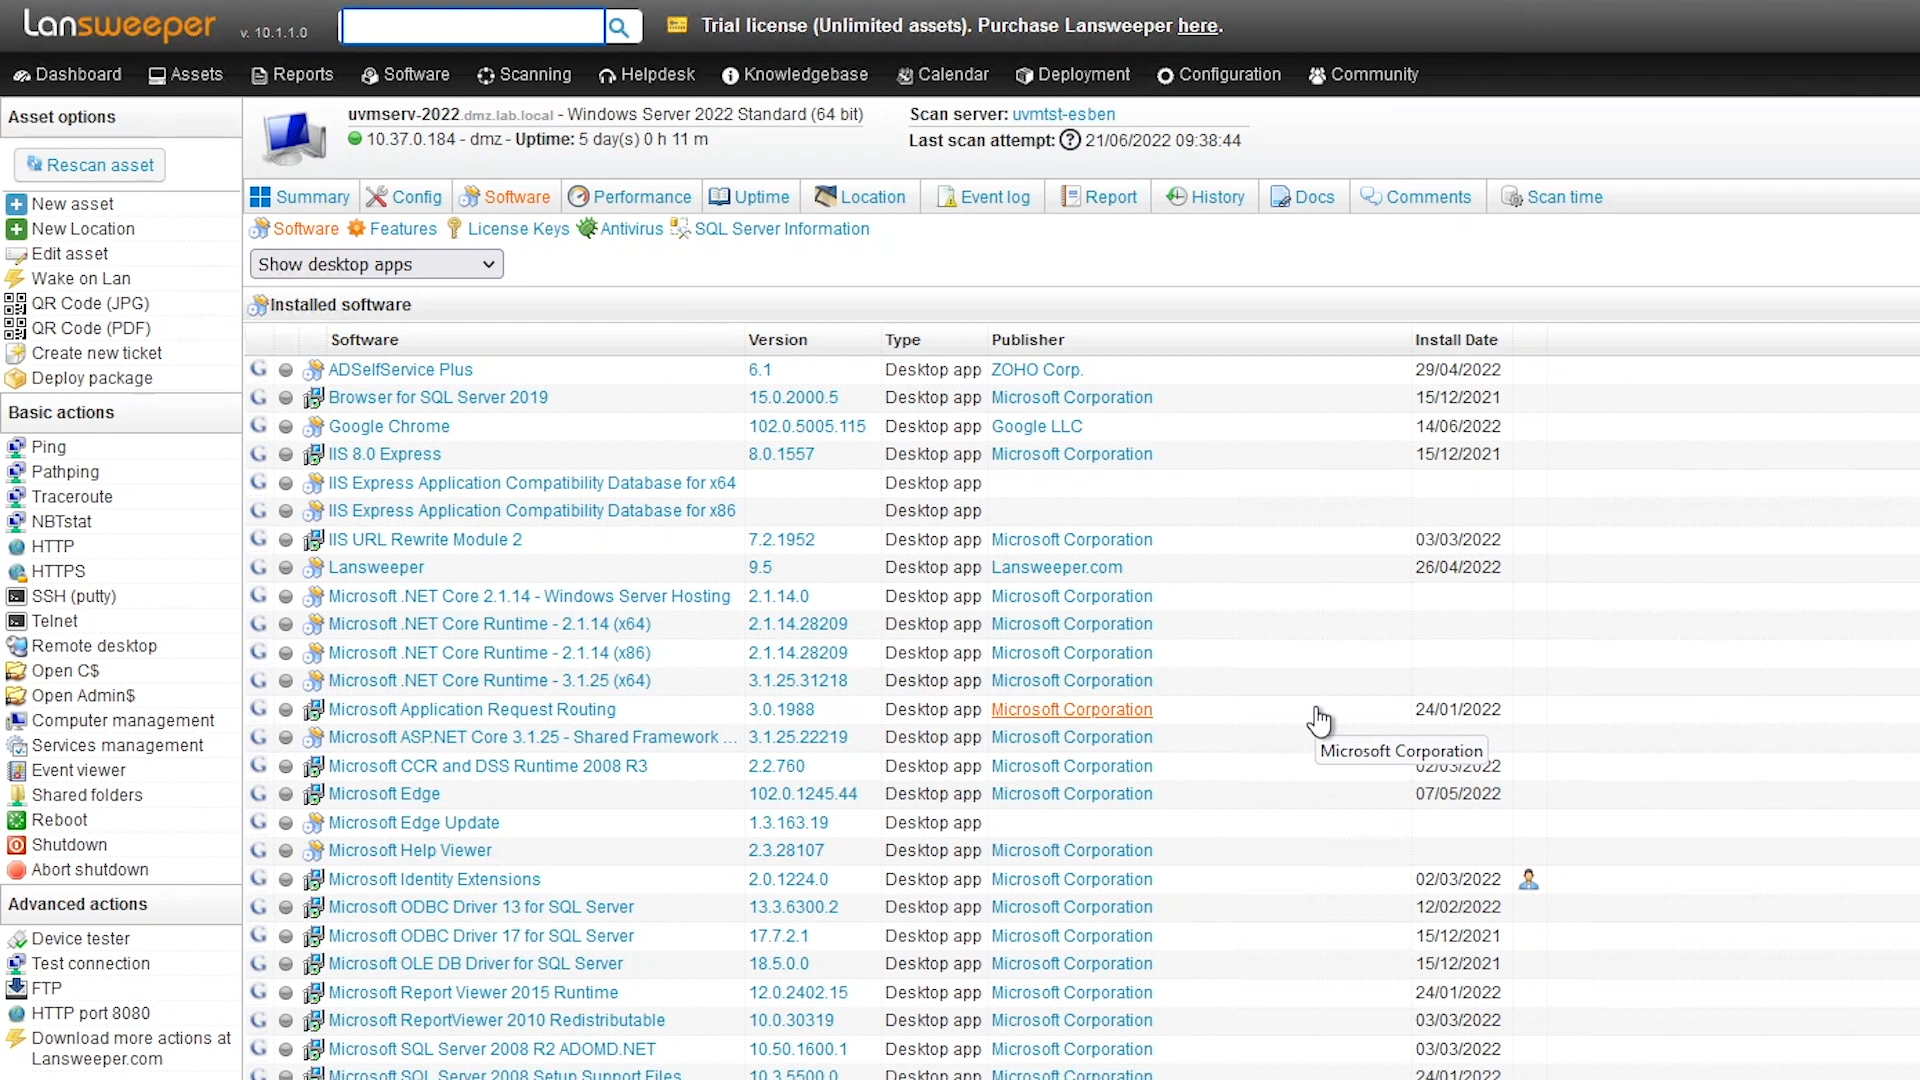 Lansweeper v. 10.1.1.0 Trial license (Unlimited assets). Purchase Lansweeper here.
Dashboard Assets Reports Software Scanning Helpdesk Knowledgebase Calendar Deployment Configuration Community
Asset options
Rescan asset
New asset
New Location
Edit asset
Wake on Lan
QR Code (JPG)
QR Code (PDF)
Create new ticket
Deploy package
Basic actions
Ping
Pathping
Traceroute
NBTstat
HTTP
HTTPS
SSH (putty)
Telnet
Remote desktop
Open C$
Open Admin$
Computer management
Services management
Event viewer
Shared folders
Reboot
Shutdown
Abort shutdown
Advanced actions
Device tester
Test connection
FTP
HTTP port 8080
Download more actions at
Lansweeper.com
uvmserv-2022.dmz.lab.local - Windows Server 2022 Standard (64 bit)
10.37.0.184 - dmz - Uptime: 5 day(s) 0 h 11 m
Scan server: uvmtst-esben
Last scan attempt: ? 21/06/2022 09:38:44
Summary Config Software Performance Uptime Location Event log Report History Docs Comments Scan time
Software Features License Keys Antivirus SQL Server Information
Show desktop apps
Installed software
Software Version Type Publisher Install Date
G ADSelfService Plus 6.1 Desktop app ZOHO Corp. 29/04/2022
G Browser for SQL Server 2019 15.0.2000.5 Desktop app Microsoft Corporation 15/12/2021
G Google Chrome 102.0.5005.115 Desktop app Google LLC 14/06/2022
G IIS 8.0 Express 8.0.1557 Desktop app Microsoft Corporation 15/12/2021
G IIS Express Application Compatibility Database for x64 Desktop app
G IIS Express Application Compatibility Database for x86 Desktop app
G IIS URL Rewrite Module 2 7.2.1952 Desktop app Microsoft Corporation 03/03/2022
G Lansweeper 9.5 Desktop app Lansweeper.com 26/04/2022
G Microsoft .NET Core 2.1.14 - Windows Server Hosting 2.1.14.0 Desktop app Microsoft Corporation
G Microsoft .NET Core Runtime - 2.1.14 (x64) 2.1.14.28209 Desktop app Microsoft Corporation
G Microsoft .NET Core Runtime - 2.1.14 (x86) 2.1.14.28209 Desktop app Microsoft Corporation
G Microsoft .NET Core Runtime - 3.1.25 (x64) 3.1.25.31218 Desktop app Microsoft Corporation
G Microsoft Application Request Routing 3.0.1988 Desktop app Microsoft Corporation 24/01/2022
G Microsoft ASP.NET Core 3.1.25 - Shared Framework ... 3.1.25.22219 Desktop app Microsoft Corporation
Microsoft Corporation
G Microsoft CCR and DSS Runtime 2008 R3 2.2.760 Desktop app Microsoft Corporation 02/03/2022
G Microsoft Edge 102.0.1245.44 Desktop app Microsoft Corporation 07/05/2022
G Microsoft Edge Update 1.3.163.19 Desktop app
G Microsoft Help Viewer 2.3.28107 Desktop app Microsoft Corporation
G Microsoft Identity Extensions 2.0.1224.0 Desktop app Microsoft Corporation 02/03/2022
G Microsoft ODBC Driver 13 for SQL Server 13.3.6300.2 Desktop app Microsoft Corporation 12/02/2022
G Microsoft ODBC Driver 17 for SQL Server 17.7.2.1 Desktop app Microsoft Corporation 15/12/2021
G Microsoft OLE DB Driver for SQL Server 18.5.0.0 Desktop app Microsoft Corporation 15/12/2021
G Microsoft Report Viewer 2015 Runtime 12.0.2402.15 Desktop app Microsoft Corporation 24/01/2022
G Microsoft ReportViewer 2010 Redistributable 10.0.30319 Desktop app Microsoft Corporation 03/03/2022
G Microsoft SQL Server 2008 R2 ADOMD.NET 10.50.1600.1 Desktop app Microsoft Corporation 03/03/2022
G Microsoft SQL Server 2008 Setup Support Files 10.3.5500.0 Desktop app Microsoft Corporation 24/01/2022